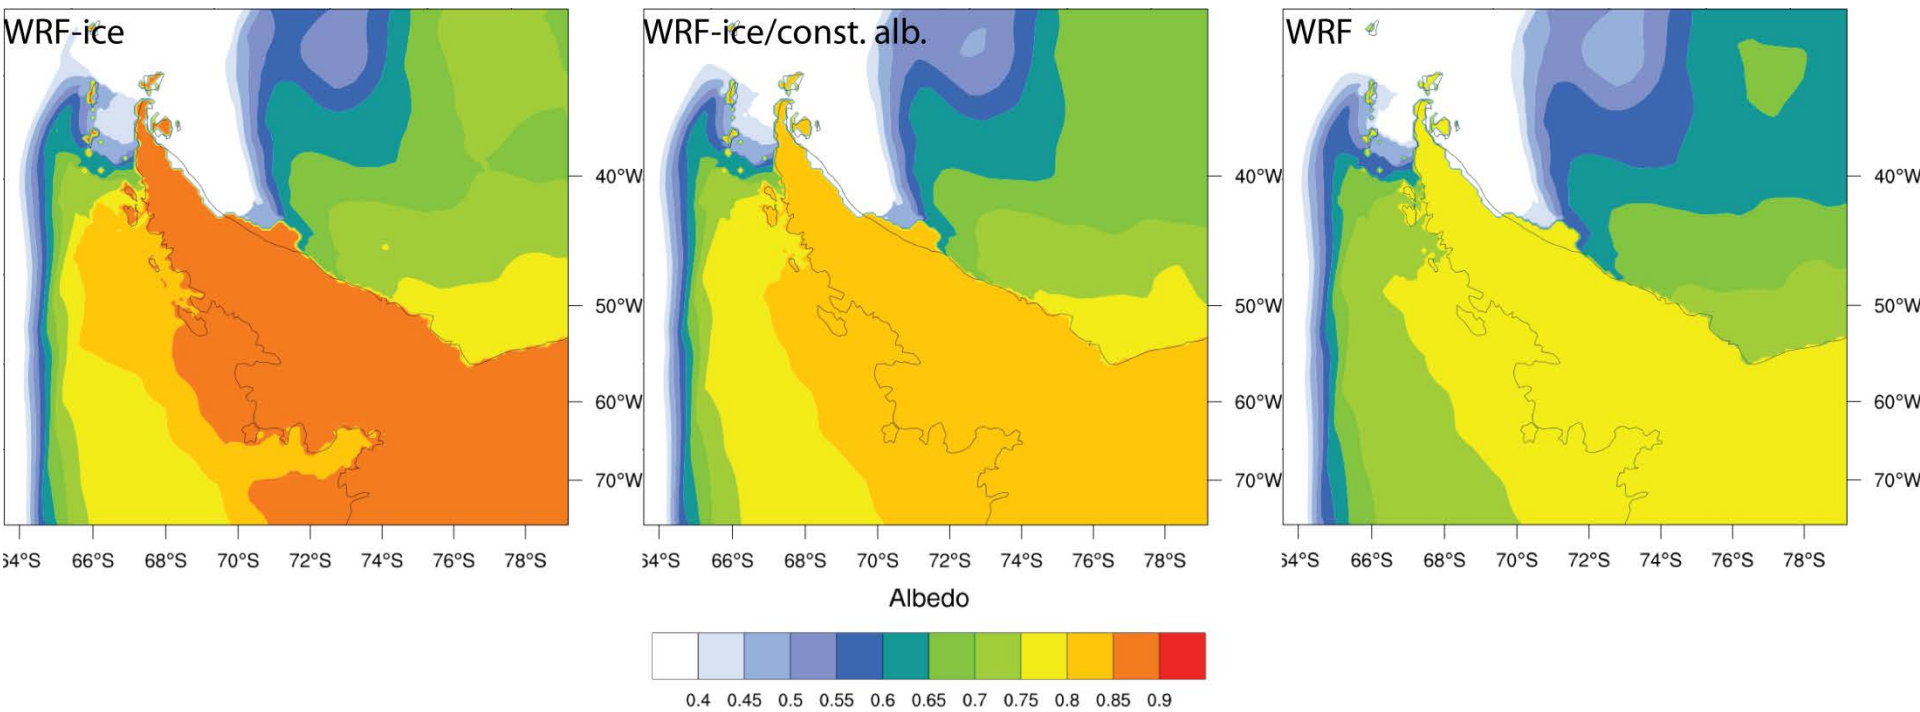 WRF-ice WRF-ice/const. alb. WRF
40°W 40°W 40°W
50°W 50°W 50°W
60°W 60°W 60°W
70°W 70°W 70°W
54°S 66°S 68°S 70°S 72°S 74°S 76°S 78°S 54°S 66°S 68°S 70°S 72°S 74°S 76°S 78°S 54°S 66°S 68°S 70°S 72°S 74°S 76°S 78°S
Albedo
0.4 0.45 0.5 0.55 0.6 0.65 0.7 0.75 0.8 0.85 0.9